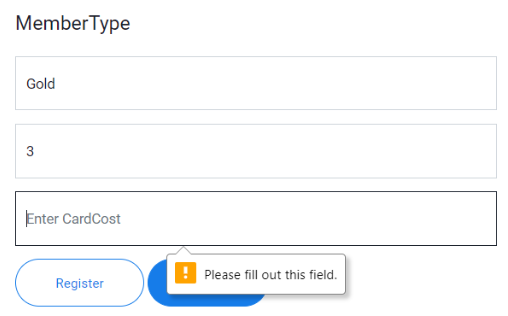 MemberType
Gold
3
Enter CardCost
Please fill out this field.
Register